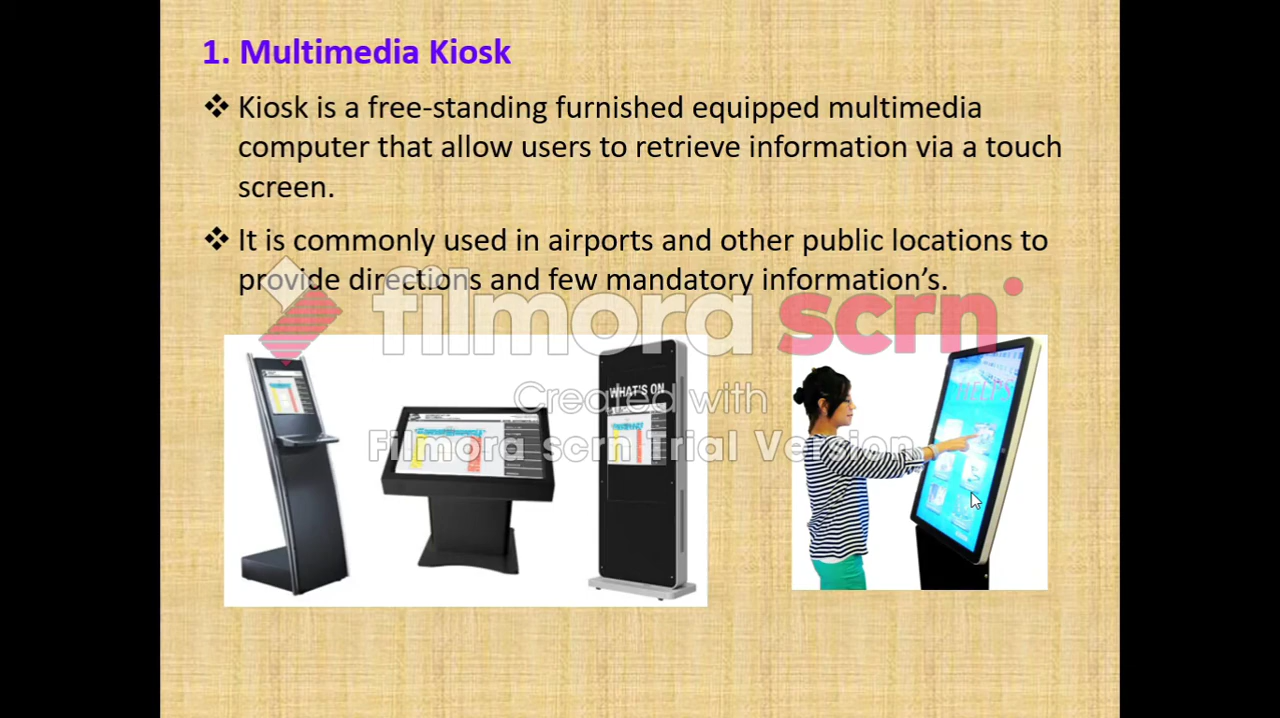 1. Multimedia Kiosk
❖ Kiosk is a free-standing furnished equipped multimedia
computer that allow users to retrieve information via a touch
screen.
❖ It is commonly used in airports and other public locations to
provide directions and few mandatory information's.
filmora scrn
Created with
Filmora scrn Trial Version
WHAT'S ON